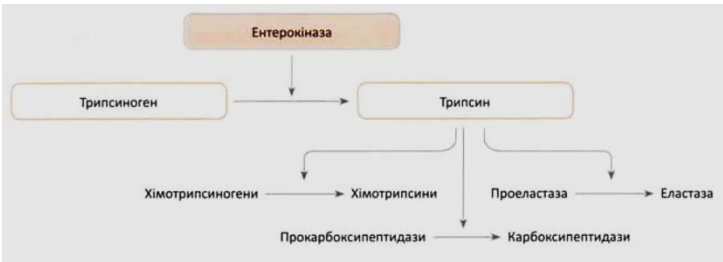 Ентерокіназа
Трипсиноген
Трипсин
Хімотрипсиногени
Хімотрипсини
Проеластаза
Еластаза
Прокарбоксипептидази
Карбоксипептидази